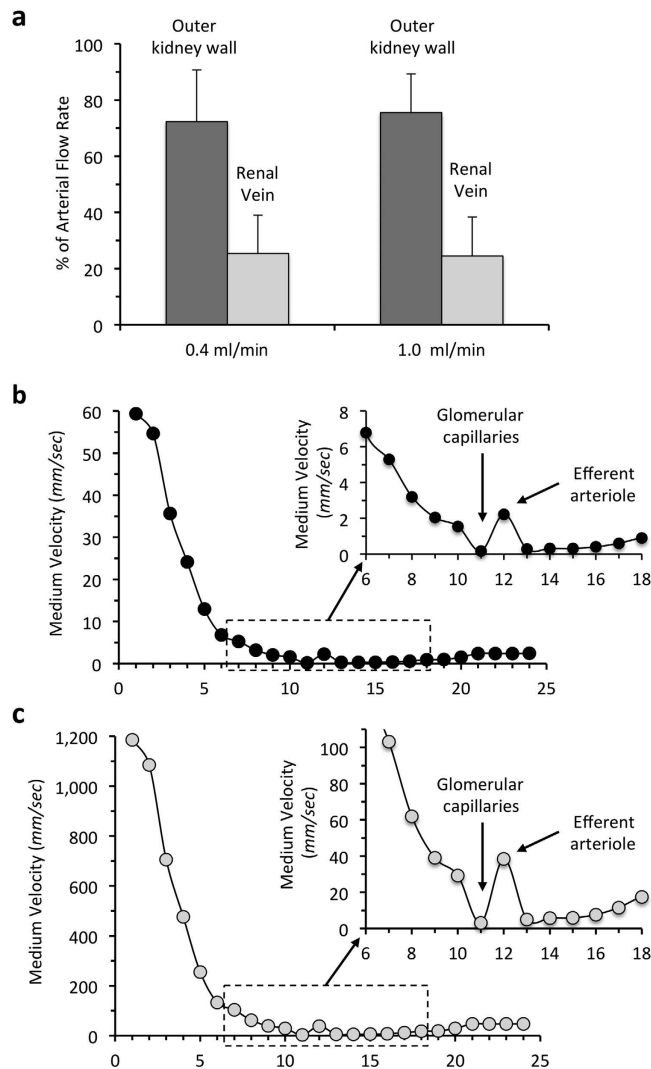 a
Outer
kidney wall
Outer
kidney wall
Renal
Vein
Renal
Vein
% of Arterial Flow Rate
100
80
60
40
20
0
0.4 ml/min
1.0 ml/min
b
Medium Velocity (mm/sec)
60
50
40
30
20
10
0
0 5 10 15 20 25
Medium Velocity
(mm/sec)
8
6
4
2
0
6 8 10 12 14 16 18
Glomerular
capillaries
Efferent
arteriole
c
Medium Velocity (mm/sec)
1,200
1,000
800
600
400
200
0
0 5 10 15 20 25
Medium Velocity
(mm/sec)
100
80
60
40
20
0
6 8 10 12 14 16 18
Glomerular
capillaries
Efferent
arteriole